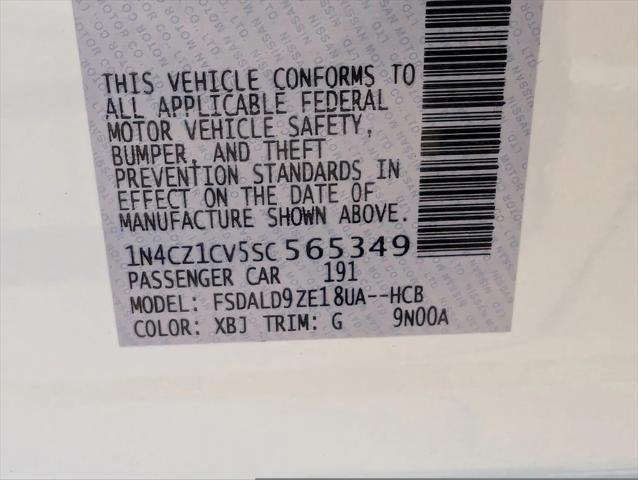 THIS VEHICLE CONFORMS TO
ALL APPLICABLE FEDERAL
MOTOR VEHICLE SAFETY,
BUMPER, AND THEFT
PREVENTION STANDARDS IN
EFFECT ON THE DATE OF
MANUFACTURE SHOWN ABOVE.
1N4CZ1CV5SC565349
PASSENGER CAR 191
MODEL: FSDALD9ZE18UA--HCB
COLOR: XBJ TRIM: G 9N00A